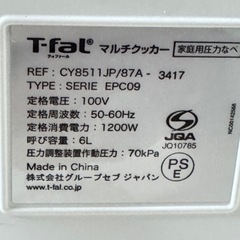 T-fal マルチクッカー 家庭用圧力なべ
ティファール
REF: CY8511JP/87A - 3417
TYPE: SERIE EPC09
定格電圧：100V
定格周波数：50-60Hz
定格消費電力：1200W
呼び容量：6L
圧力調整装置作動圧力：70kPa
Made in China
株式会社グループセブ ジャパン
www.t-fal.co.jp
JQA
JO10785
PS
E